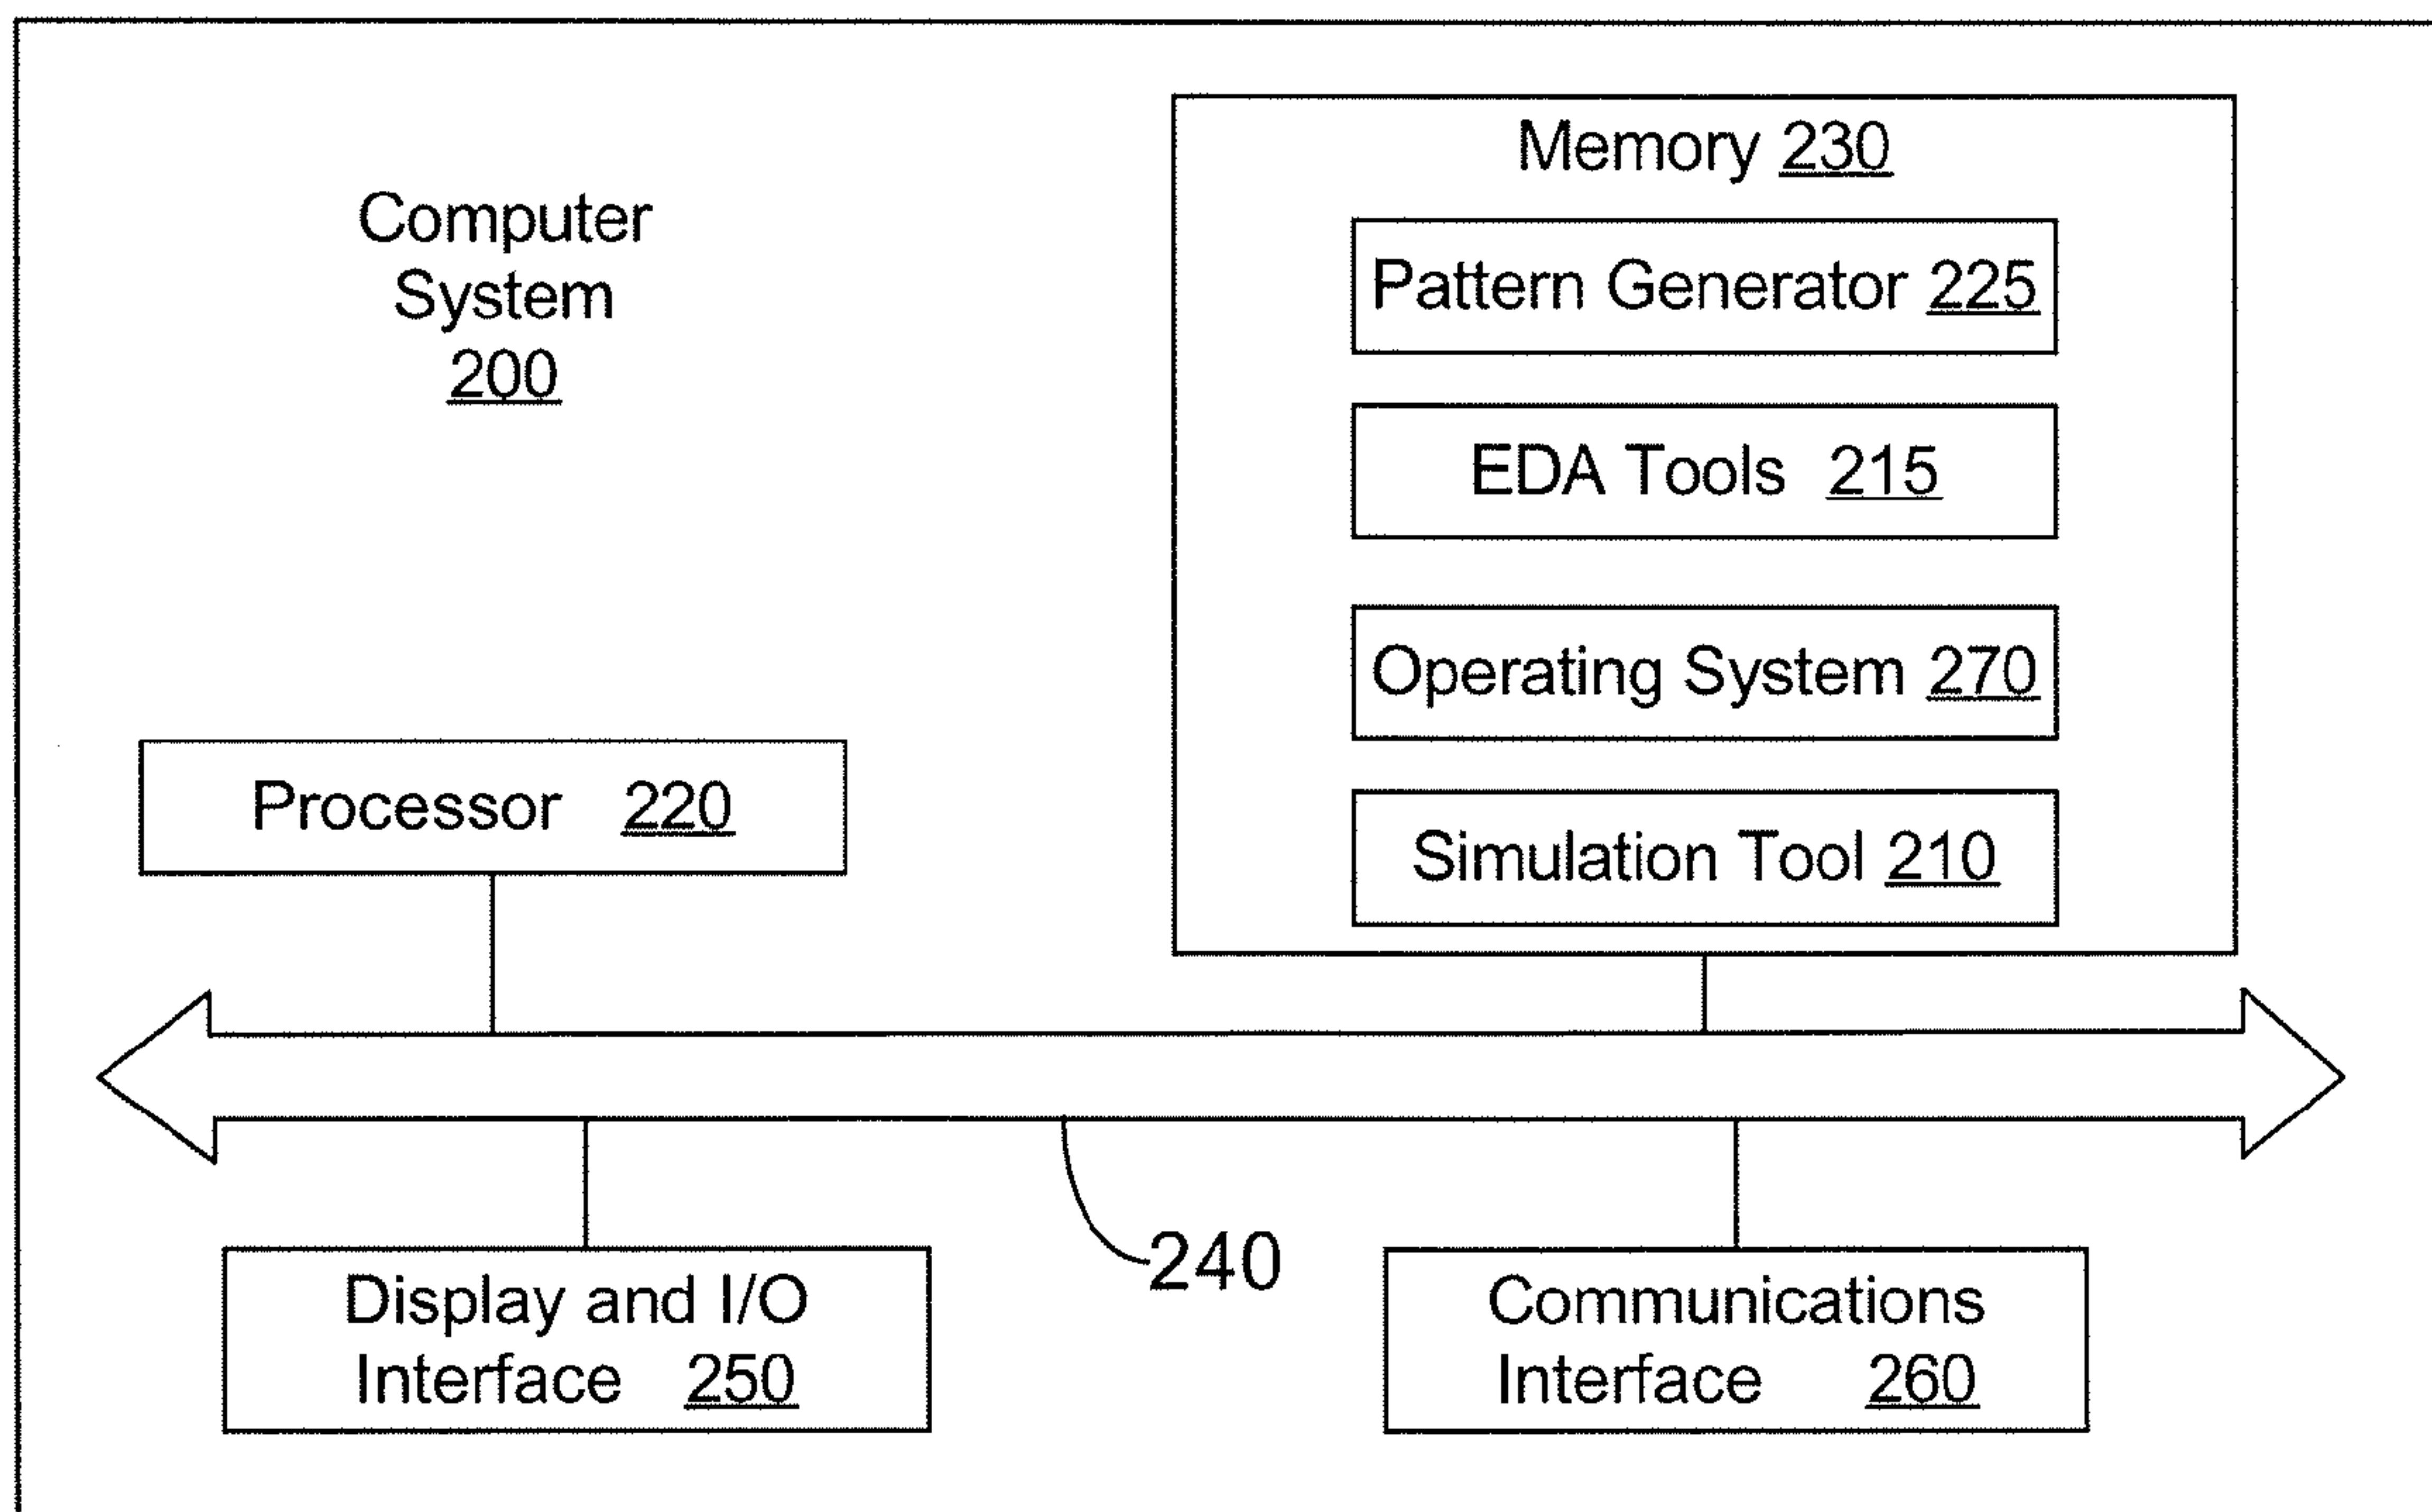 Computer
System
200
Memory 230
Pattern Generator 225
EDA Tools 215
Operating System 270
Simulation Tool 210
Processor 220
240
Display and I/O
Interface 250
Communications
Interface 260